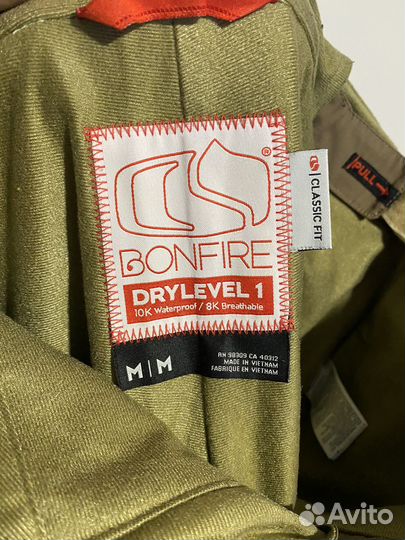 ®
BONFIRE
DRYLEVEL 1
10K Waterproof / 8K Breathable
M | M
RN 98309 CA 40312
MADE IN VIETNAM
FABRIQUE EN VIETNAM
CLASSIC FIT
PULL
Avito